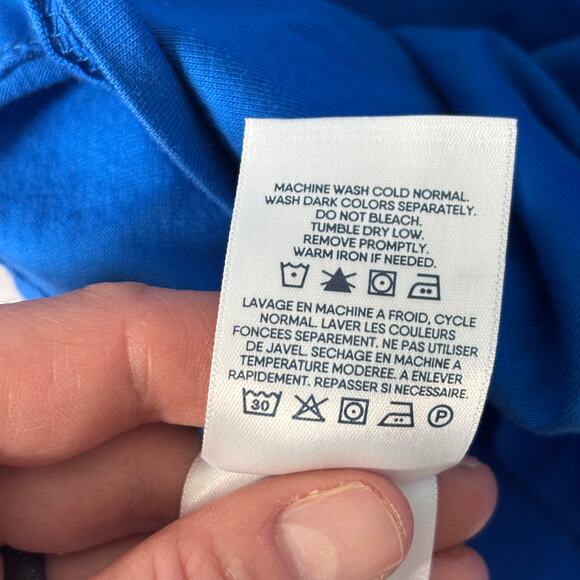 MACHINE WASH COLD NORMAL.
WASH DARK COLORS SEPARATELY.
DO NOT BLEACH.
TUMBLE DRY LOW.
REMOVE PROMPTLY.
WARM IRON IF NEEDED.
LAVAGE EN MACHINE A FROID, CYCLE
NORMAL. LAVER LES COULEURS
FONCEES SEPAREMENT. NE PAS UTILISER
DE JAVEL. SECHAGE EN MACHINE A
TEMPERATURE MODEREE. A ENLEVER
RAPIDEMENT. REPASSER SI NECESSAIRE.
30 P